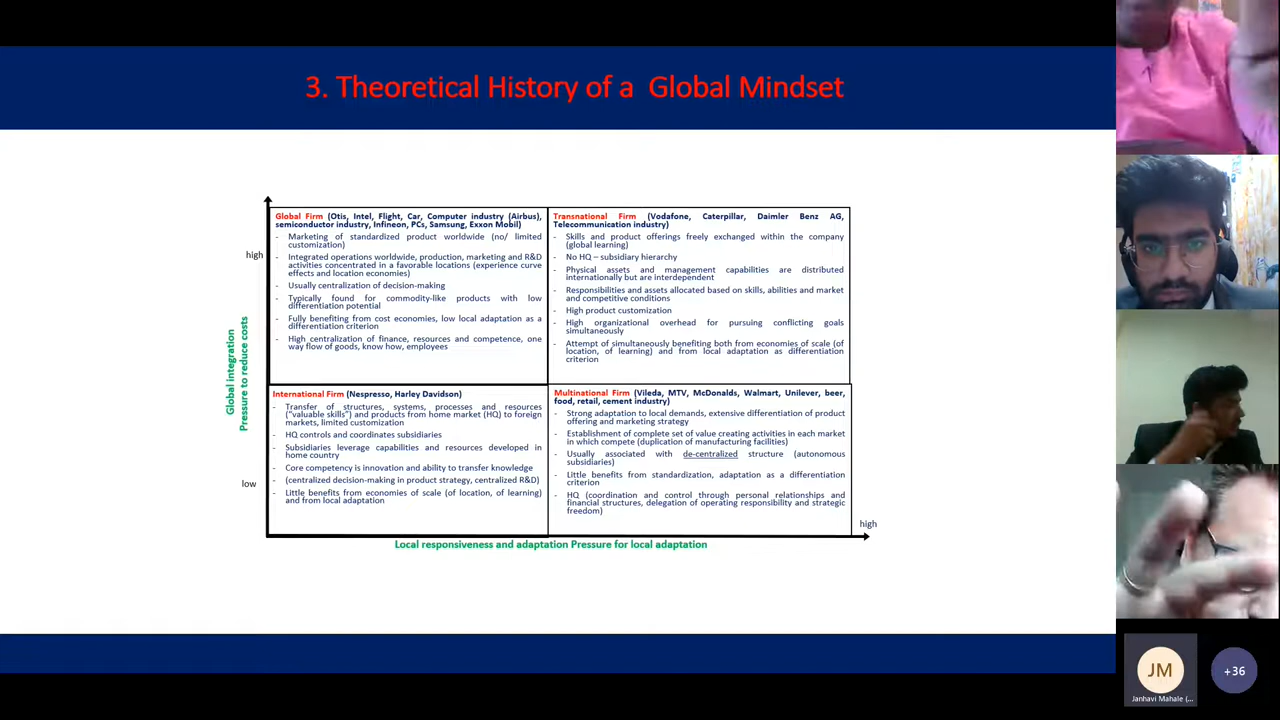 3. Theoretical History of a Global Mindset
Global Firm (Otis, Intel, Flight, Car, Computer industry (Airbus),
semiconductor industry, Infineon, PCs, Samsung, Exxon Mobil)
- Marketing of standardized product worldwide (no/ limited
customization)
- Integrated operations worldwide, production, marketing and R&D
activities concentrated in a favorable locations (experience curve
effects and location economies)
- Usually centralization of decision-making
- Typically found for commodity-like products with low
differentiation potential
- Fully benefiting from cost economies, low local adaptation as a
differentiation criterion
- High centralization of finance, resources and competence, one
way flow of goods, know how, employees
Transnational Firm (Vodafone, Caterpillar, Daimler Benz AG,
Telecommunication industry)
- Skills and product offerings freely exchanged within the company
(global learning)
- No HQ – subsidiary hierarchy
- Physical assets and management capabilities are distributed
internationally but are interdependent
- Responsibilities and assets allocated based on skills, abilities and market
and competitive conditions
- High product customization
- High organizational overhead for pursuing conflicting goals
simultaneously
- Attempt of simultaneously benefiting both from economies of scale (of
location, of learning) and from local adaptation as differentiation
criterion
International Firm (Nespresso, Harley Davidson)
- Transfer of structures, systems, processes and resources
("valuable skills") and products from home market (HQ) to foreign
markets, limited customization
- HQ controls and coordinates subsidiaries
- Subsidiaries leverage capabilities and resources developed in
home country
- Core competency is innovation and ability to transfer knowledge
- (centralized decision-making in product strategy, centralized R&D)
- Little benefits from economies of scale (of location, of learning)
and from local adaptation
Multinational Firm (Vileda, MTV, McDonalds, Walmart, Unilever, beer,
food, retail, cement industry)
- Strong adaptation to local demands, extensive differentiation of product
offering and marketing strategy
- Establishment of complete set of value creating activities in each market
in which compete (duplication of manufacturing facilities)
- Usually associated with de-centralized structure (autonomous
subsidiaries)
- Little benefits from standardization, adaptation as a differentiation
criterion
- HQ (coordination and control through personal relationships and
financial structures, delegation of operating responsibility and strategic
freedom)
high
low
Global integration
Pressure to reduce costs
high
Local responsiveness and adaptation Pressure for local adaptation
JM
Janhavi Mahale (...
+36